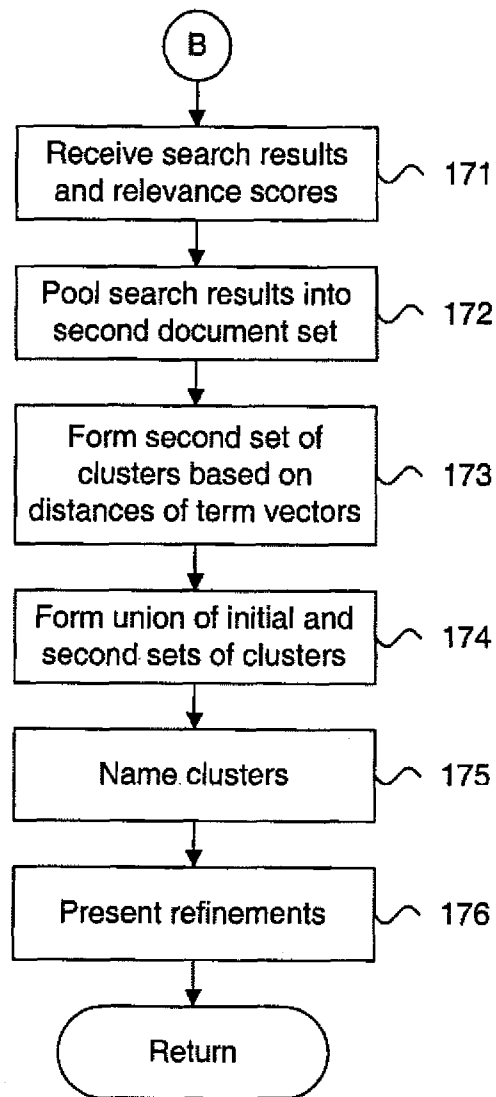 B
Receive search results
and relevance scores
171
Pool search results into
second document set
172
Form second set of
clusters based on
distances of term vectors
173
Form union of initial and
second sets of clusters
174
Name clusters
175
Present refinements
176
Return